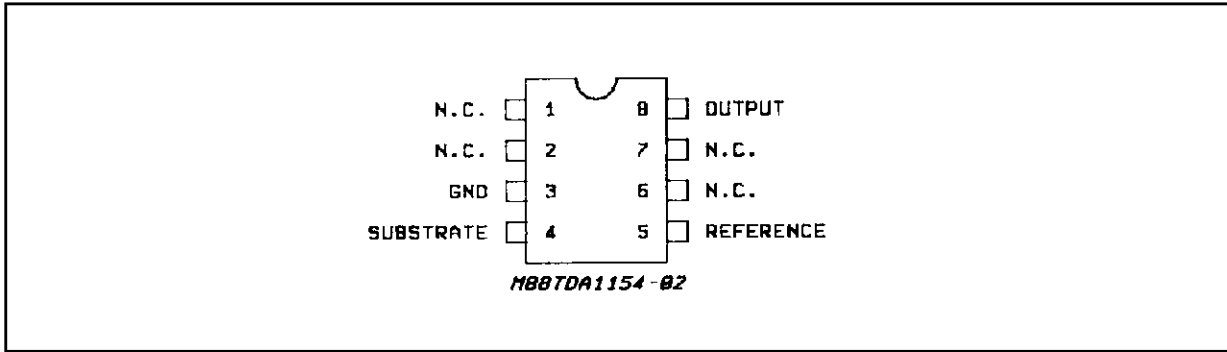 N.C. 1 8 OUTPUT
N.C. 2 7 N.C.
GND 3 6 N.C.
SUBSTRATE 4 5 REFERENCE
M88TDA1154-02